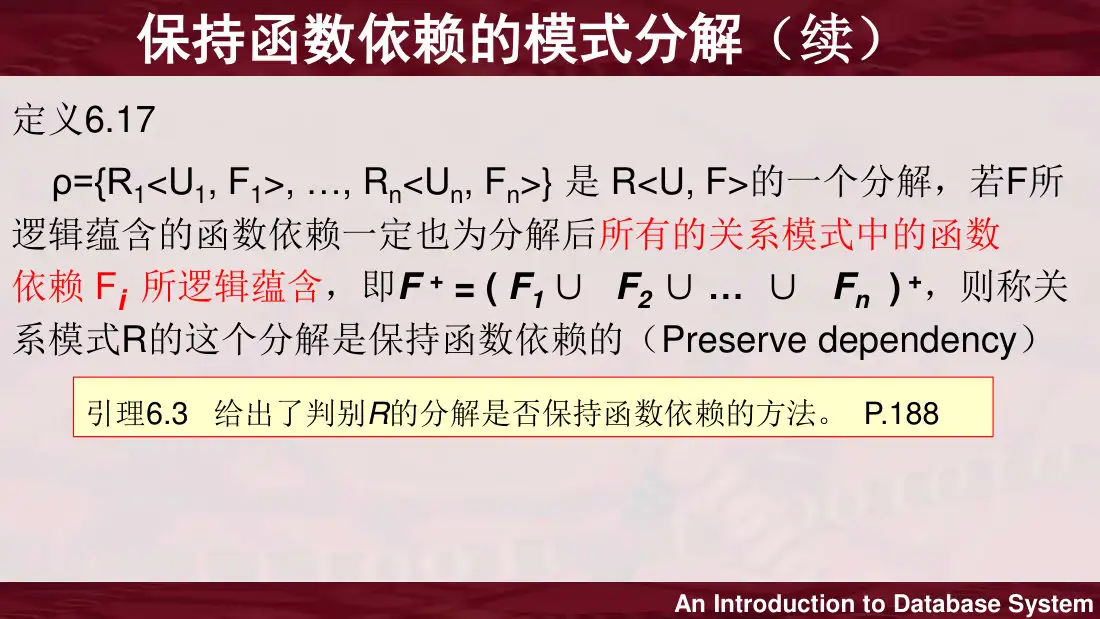 保持函数依赖的模式分解（续）
定义6.17
ρ={R₁<U₁, F₁>, …, Rₙ<Uₙ, Fₙ>} 是 R<U, F>的一个分解，若F所
逻辑蕴含的函数依赖一定也为分解后所有的关系模式中的函数
依赖 Fᵢ 所逻辑蕴含，即F⁺ = ( F₁ ∪ F₂ ∪ … ∪ Fₙ )⁺，则称关
系模式R的这个分解是保持函数依赖的（Preserve dependency）
引理6.3 给出了判别R的分解是否保持函数依赖的方法。 P.188
An Introduction to Database System